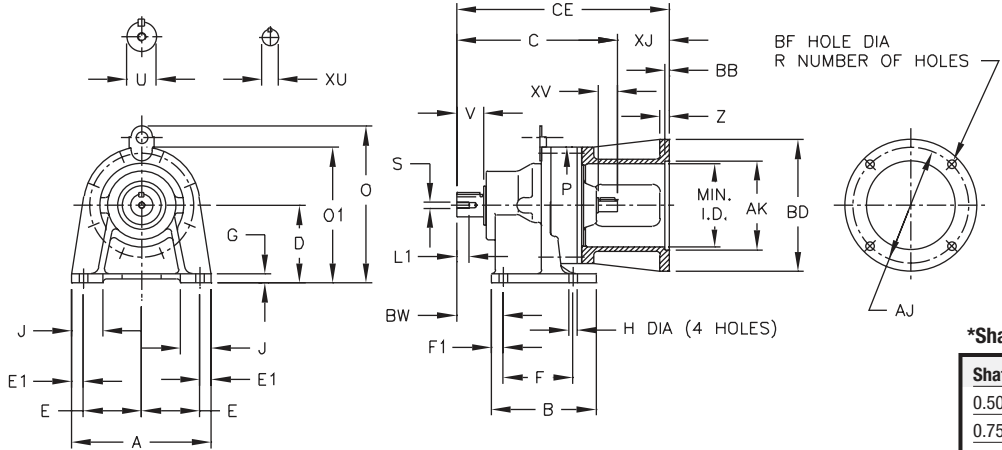 CE
C
XJ
BB
XV
Z
V
U
XU
S
P
MIN.
I.D.
AK
BD
BF HOLE DIA
R NUMBER OF HOLES
AJ
O
O1
D
G
L1
J
J
BW
H DIA (4 HOLES)
F1
F
E1
E1
E
E
B
A
*Sha
Shaf
0.50
0.75